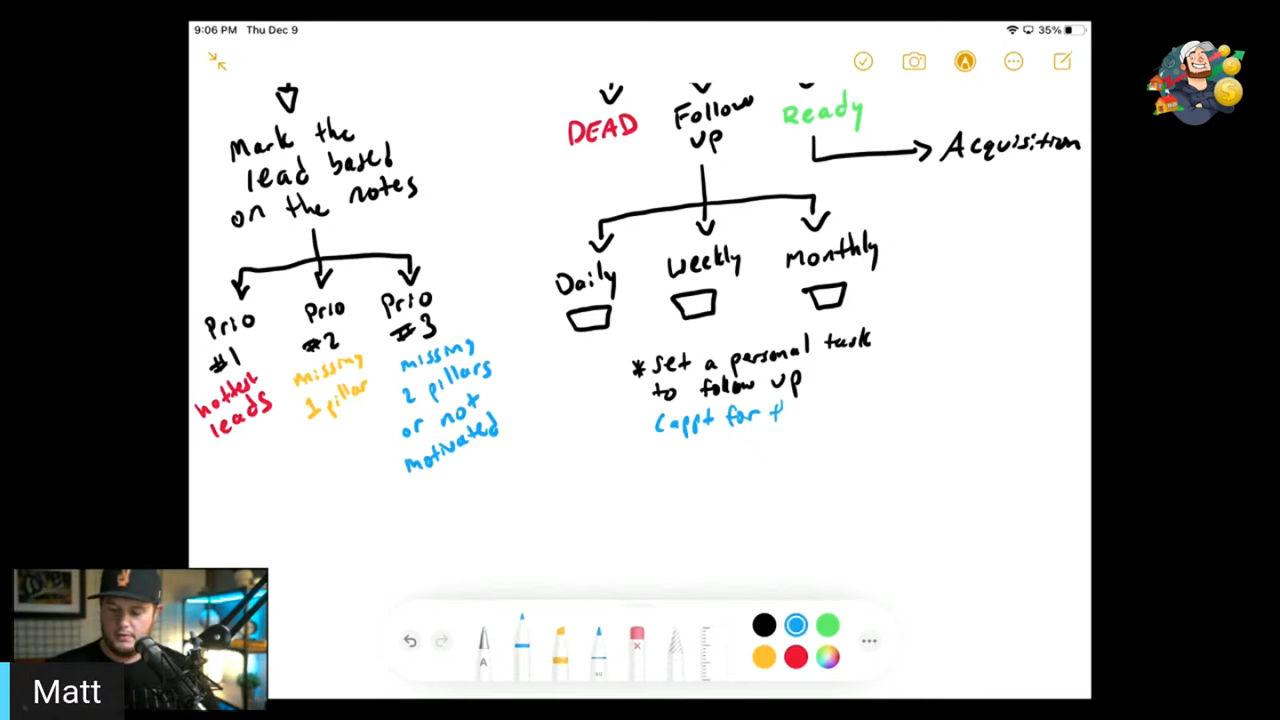 9:06 PM Thu Dec 9
35%
Mark the
lead based
on the notes
Prio
#1
hottest
leads
Prio
#2
missing
1 pillar
Prio
#3
missing
2 pillars
or not
motivated
DEAD
Follow
up
Ready
Acquisition
Daily
Weekly
Monthly
*set a personal task
to follow up
(appt for f
Matt